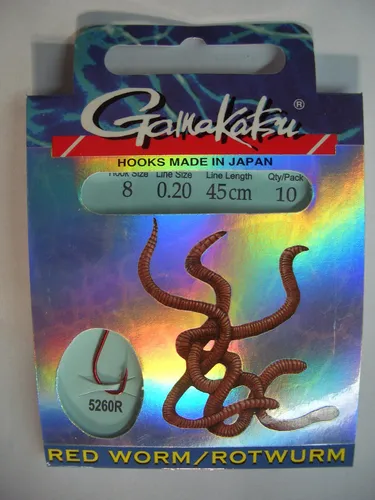 Gamakatsu ®
HOOKS MADE IN JAPAN
Hook Size Line Size Line Length Qty/Pack
8 0.20 45cm 10
5260R
RED WORM/ROTWURM